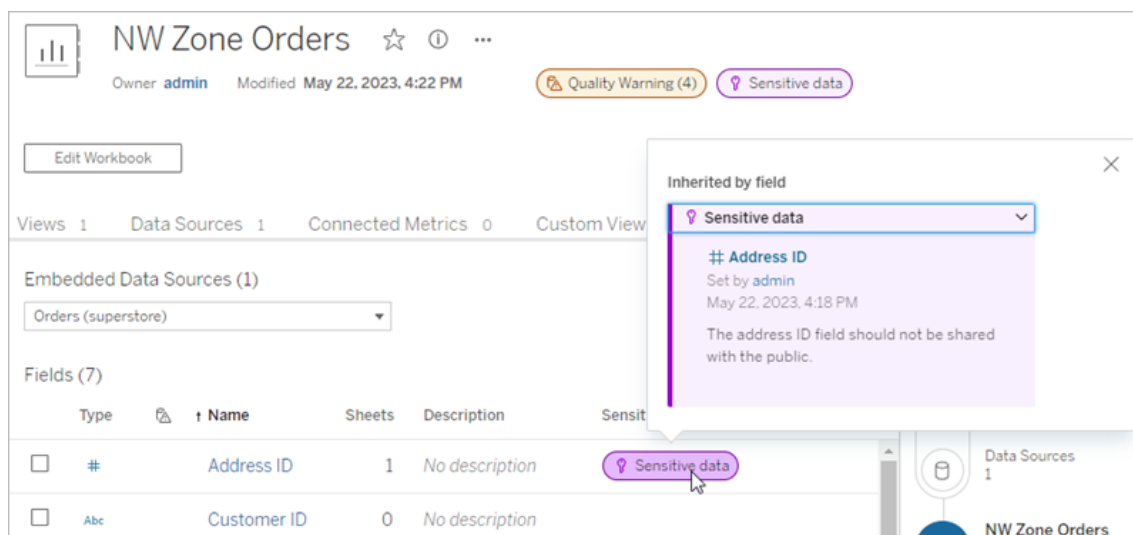 NW Zone Orders
Owner admin Modified May 22, 2023, 4:22 PM
Quality Warning (4)
Sensitive data
Edit Workbook
Views 1 Data Sources 1 Connected Metrics 0 Custom View
Embedded Data Sources (1)
Orders (superstore)
Fields (7)
Type Name Sheets Description Sensit
# Address ID 1 No description Sensitive data
Abc Customer ID 0 No description
Inherited by field
Sensitive data
# Address ID
Set by admin
May 22, 2023, 4:18 PM
The address ID field should not be shared
with the public.
Data Sources
1
NW Zone Orders